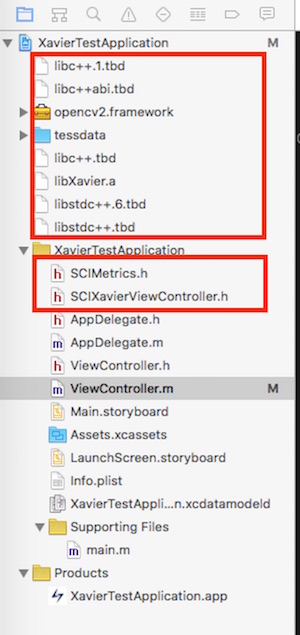 XavierTestApplication M
libc++.1.tbd
libc++abi.tbd
opencv2.framework
tessdata
libc++.tbd
libXavier.a
libstdc++.6.tbd
libstdc++.tbd
XavierTestApplication
h SCIMetrics.h
h SCIXavierViewController.h
h AppDelegate.h
m AppDelegate.m
h ViewController.h
m ViewController.m M
Main.storyboard
Assets.xcassets
LaunchScreen.storyboard
Info.plist
XavierTestAppli...n.xcdatamodeld
Supporting Files
m main.m
Products
XavierTestApplication.app